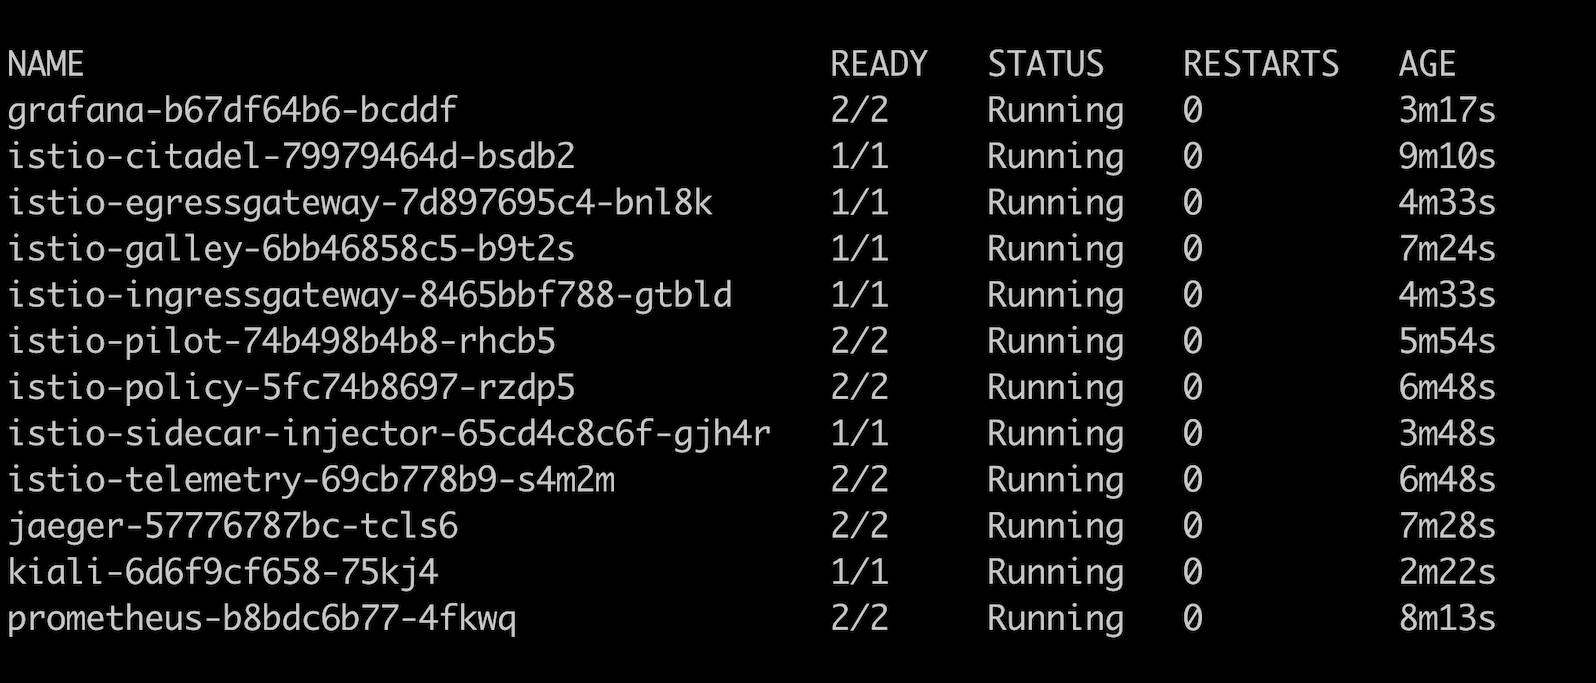 NAME READY STATUS RESTARTS AGE
grafana-b67df64b6-bcddf 2/2 Running 0 3m17s
istio-citadel-79979464d-bsdb2 1/1 Running 0 9m10s
istio-egressgateway-7d897695c4-bnl8k 1/1 Running 0 4m33s
istio-galley-6bb46858c5-b9t2s 1/1 Running 0 7m24s
istio-ingressgateway-8465bbf788-gtbld 1/1 Running 0 4m33s
istio-pilot-74b498b4b8-rhcb5 2/2 Running 0 5m54s
istio-policy-5fc74b8697-rzdp5 2/2 Running 0 6m48s
istio-sidecar-injector-65cd4c8c6f-gjh4r 1/1 Running 0 3m48s
istio-telemetry-69cb778b9-s4m2m 2/2 Running 0 6m48s
jaeger-57776787bc-tcls6 2/2 Running 0 7m28s
kiali-6d6f9cf658-75kj4 1/1 Running 0 2m22s
prometheus-b8bdc6b77-4fkwq 2/2 Running 0 8m13s